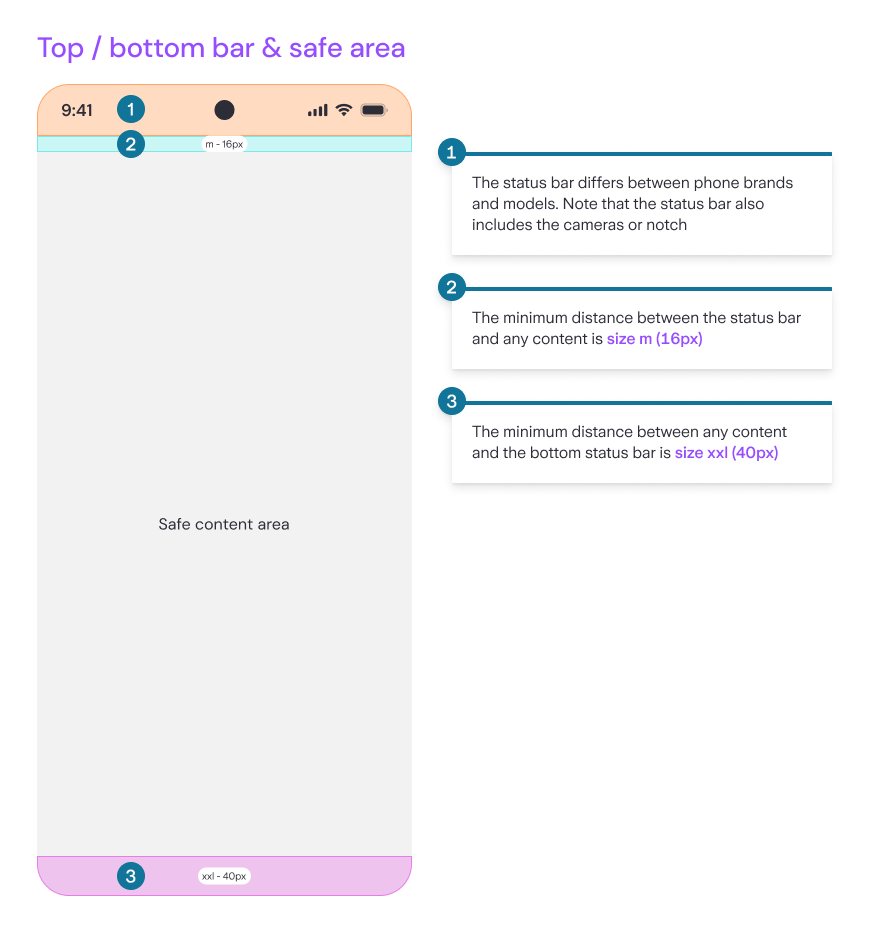 Top / bottom bar & safe area
9:41
1
2
m - 16px
Safe content area
3
xxl - 40px
1
The status bar differs between phone brands
and models. Note that the status bar also
includes the cameras or notch
2
The minimum distance between the status bar
and any content is size m (16px)
3
The minimum distance between any content
and the bottom status bar is size xxl (40px)